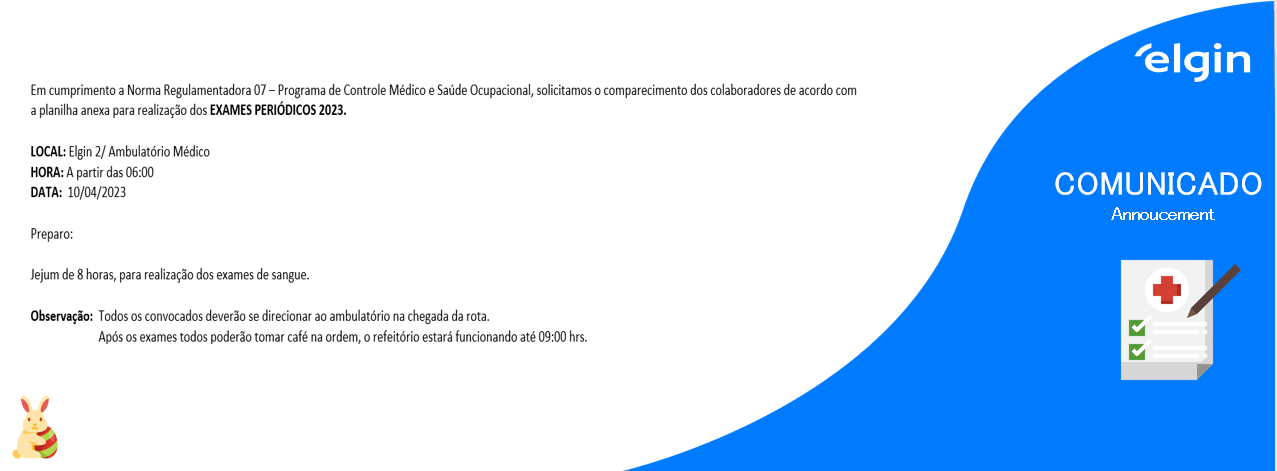 Em cumprimento a Norma Regulamentadora 07 – Programa de Controle Médico e Saúde Ocupacional, solicitamos o comparecimento dos colaboradores de acordo com
a planilha anexa para realização dos EXAMES PERIÓDICOS 2023.
LOCAL: Elgin 2/ Ambulatório Médico
HORA: A partir das 06:00
DATA: 10/04/2023
Preparo:
Jejum de 8 horas, para realização dos exames de sangue.
Observação: Todos os convocados deverão se direcionar ao ambulatório na chegada da rota.
Após os exames todos poderão tomar café na ordem, o refeitório estará funcionando até 09:00 hrs.
elgin
COMUNICADO
Annoucement